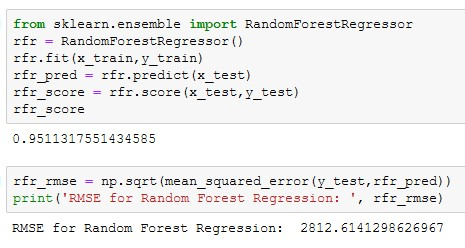 from sklearn.ensemble import RandomForestRegressor
rfr = RandomForestRegressor()
rfr.fit(x_train,y_train)
rfr_pred = rfr.predict(x_test)
rfr_score = rfr.score(x_test,y_test)
rfr_score
0.9511317551434585
rfr_rmse = np.sqrt(mean_squared_error(y_test,rfr_pred))
print('RMSE for Random Forest Regression: ', rfr_rmse)
RMSE for Random Forest Regression:  2812.6141298626967